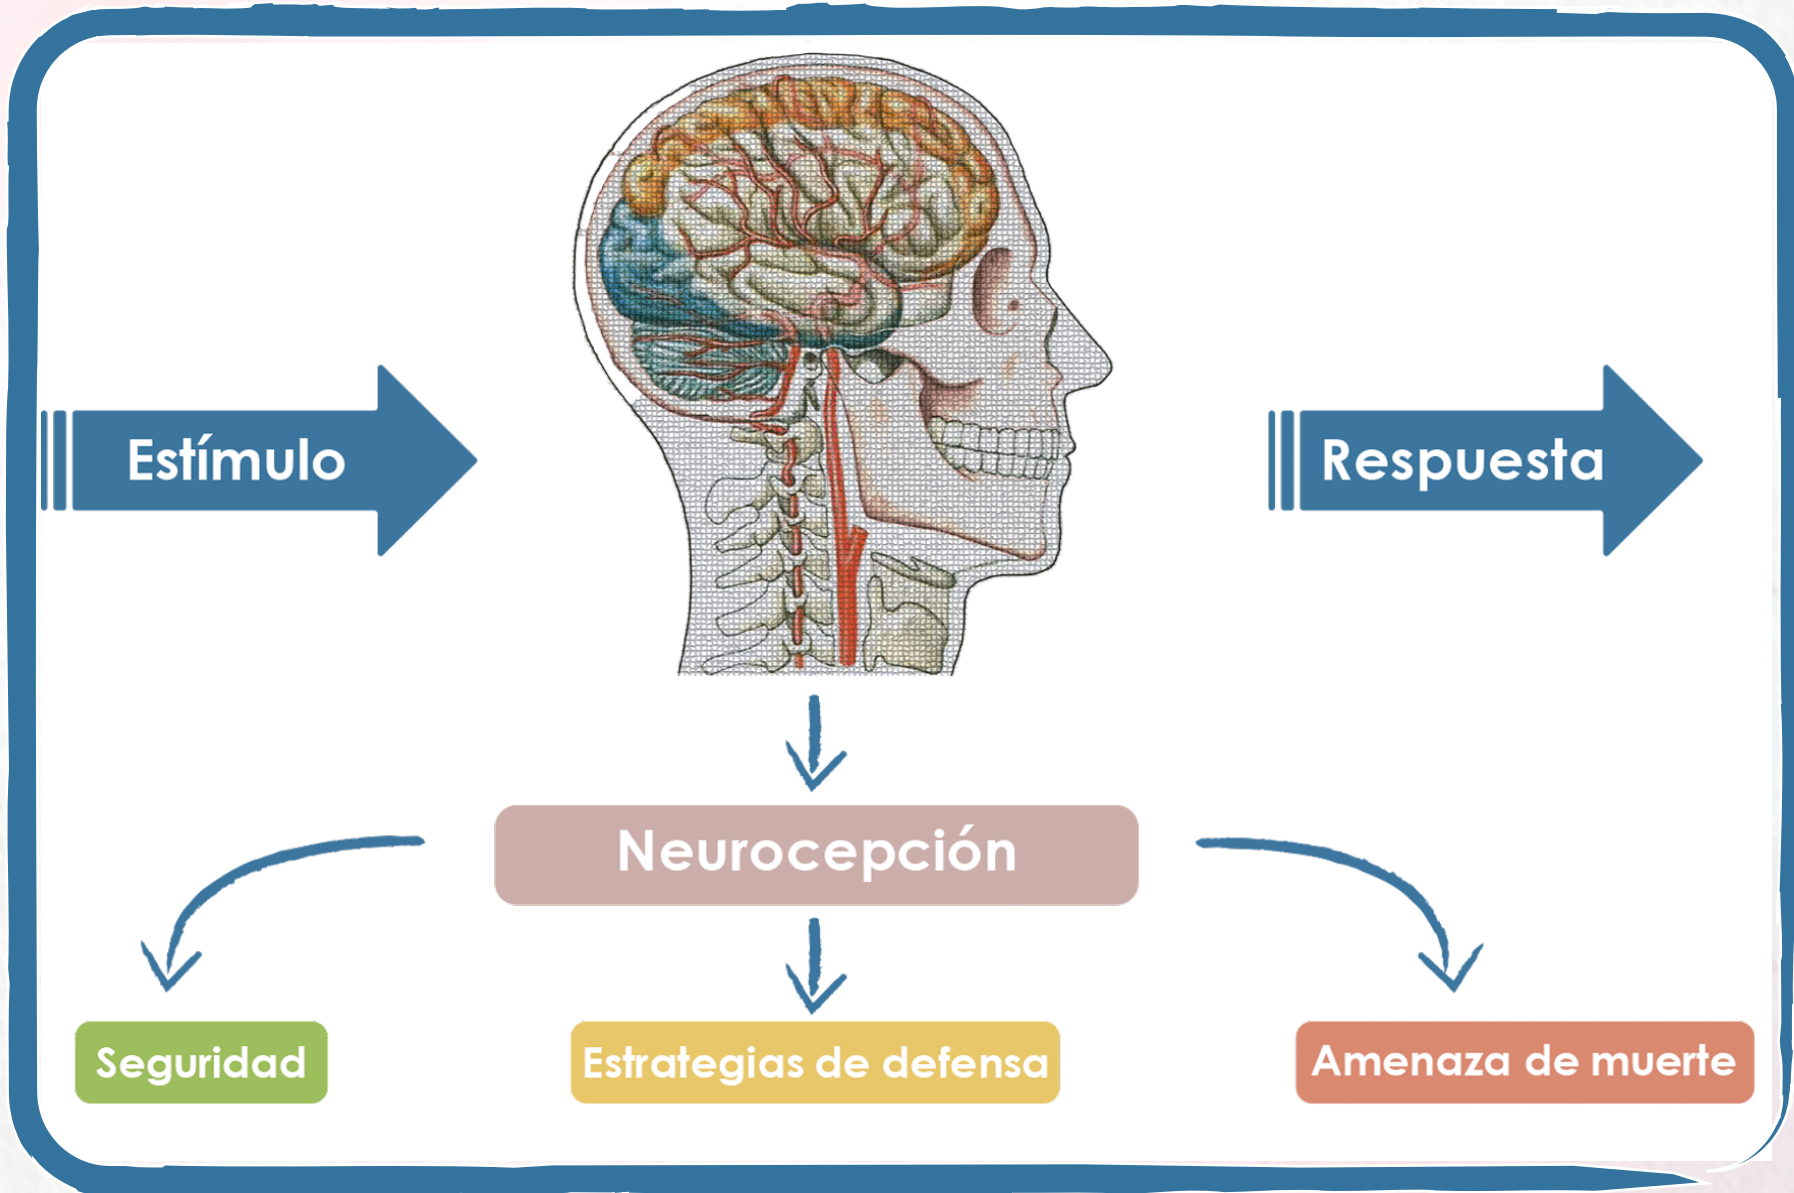 Estímulo
Respuesta
Neurocepción
Seguridad
Estrategias de defensa
Amenaza de muerte